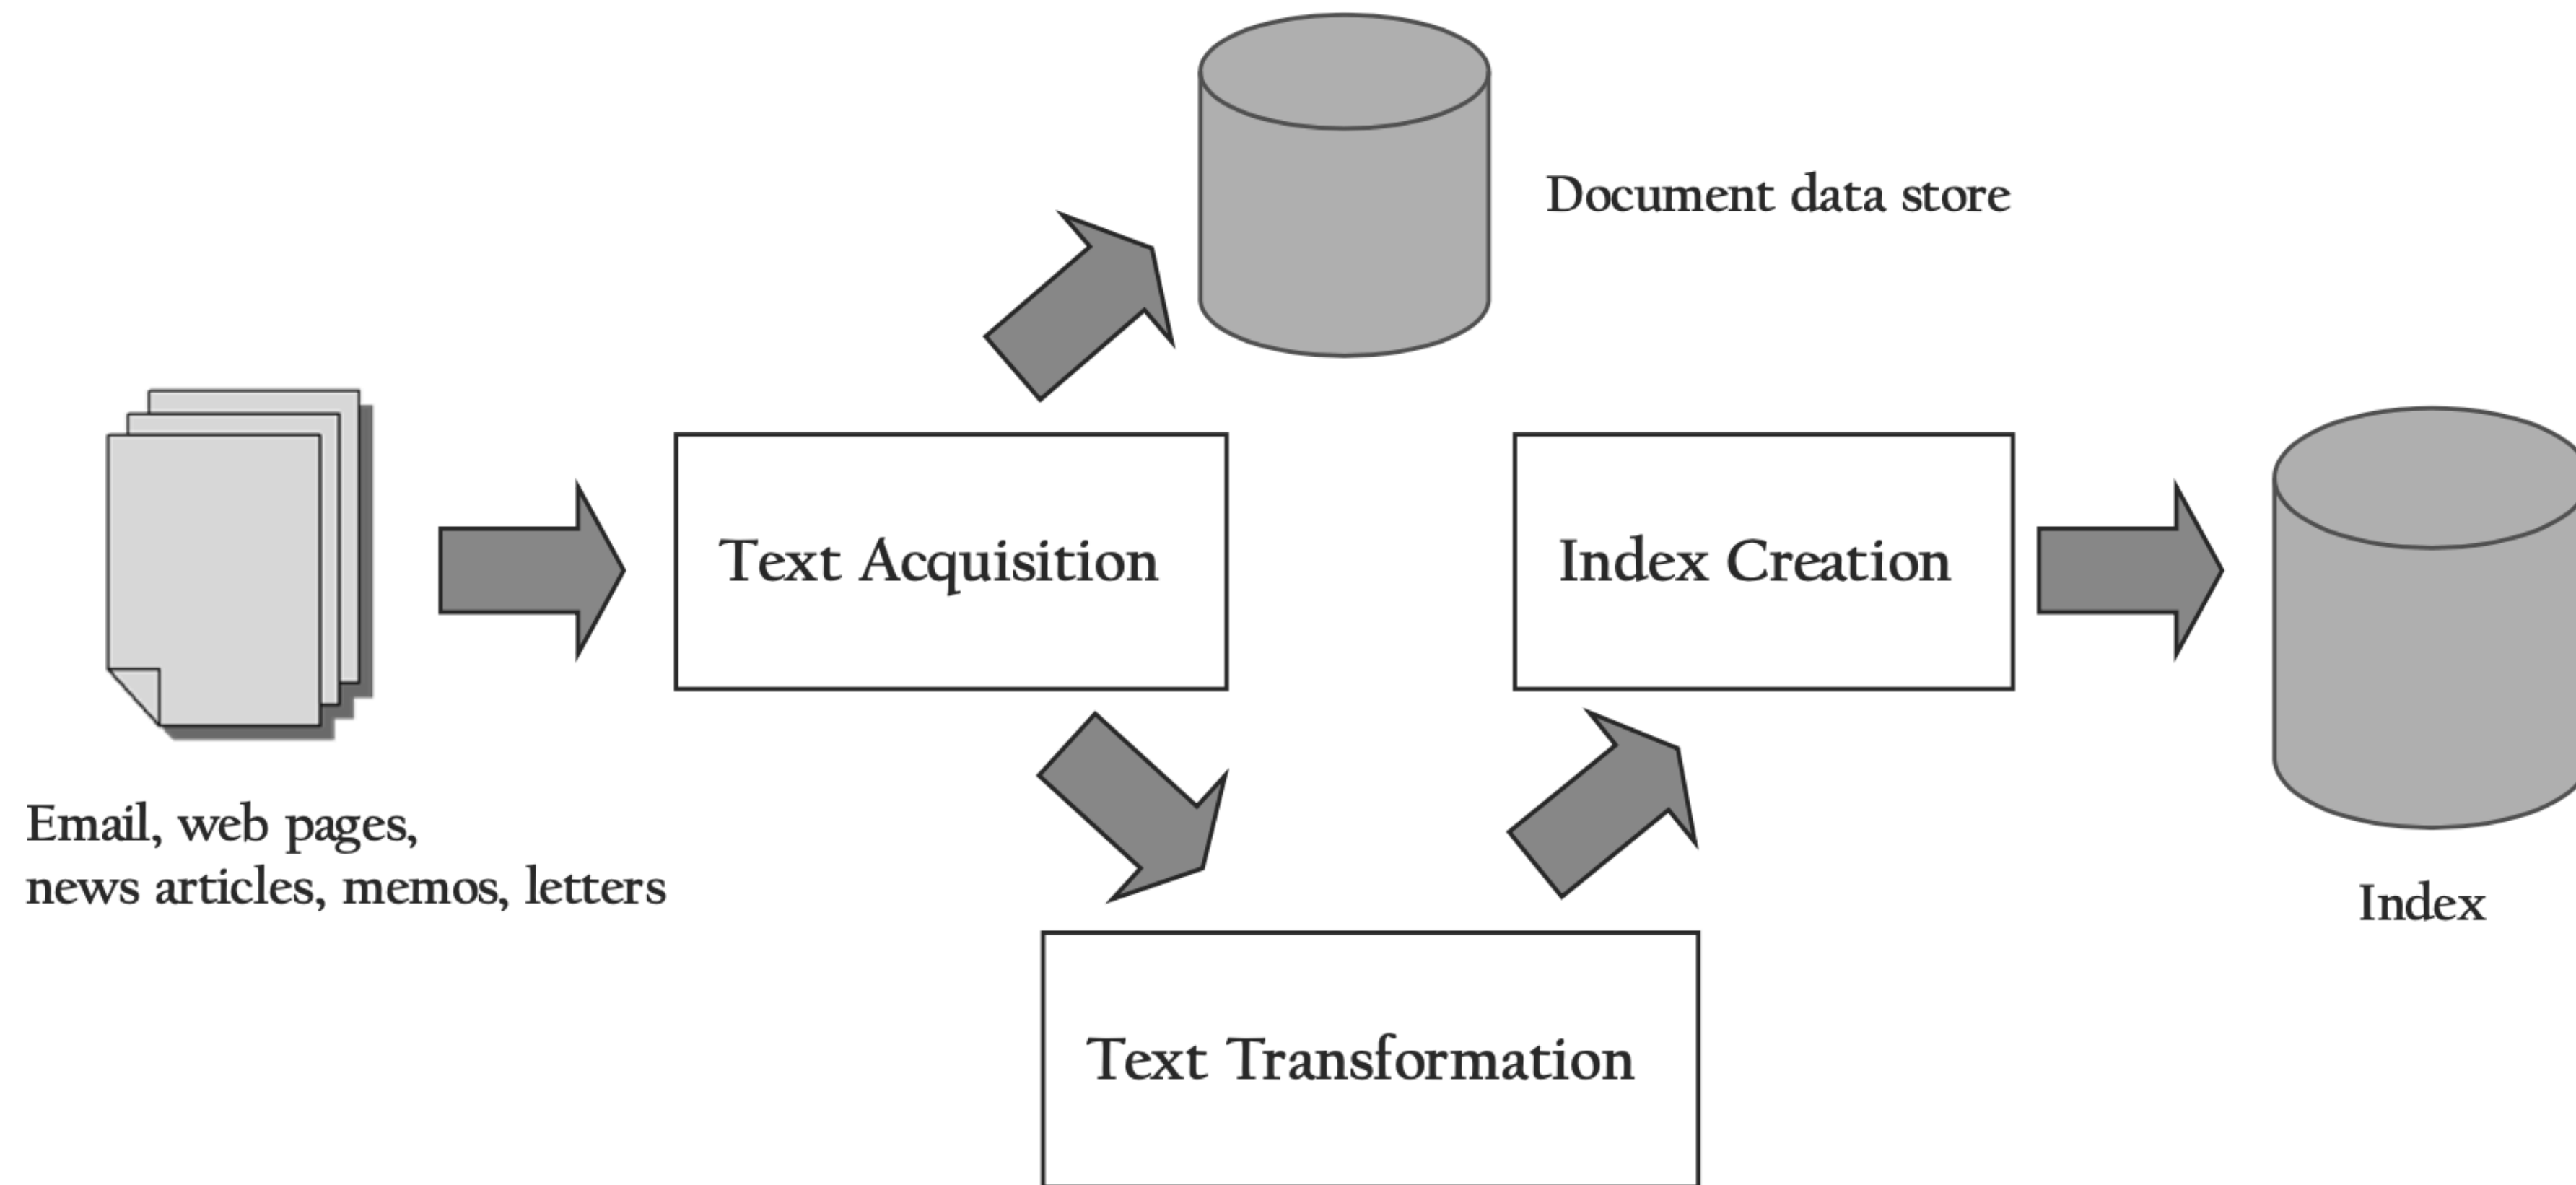 Document data store
Text Acquisition
Index Creation
Email, web pages,
news articles, memos, letters
Index
Text Transformation